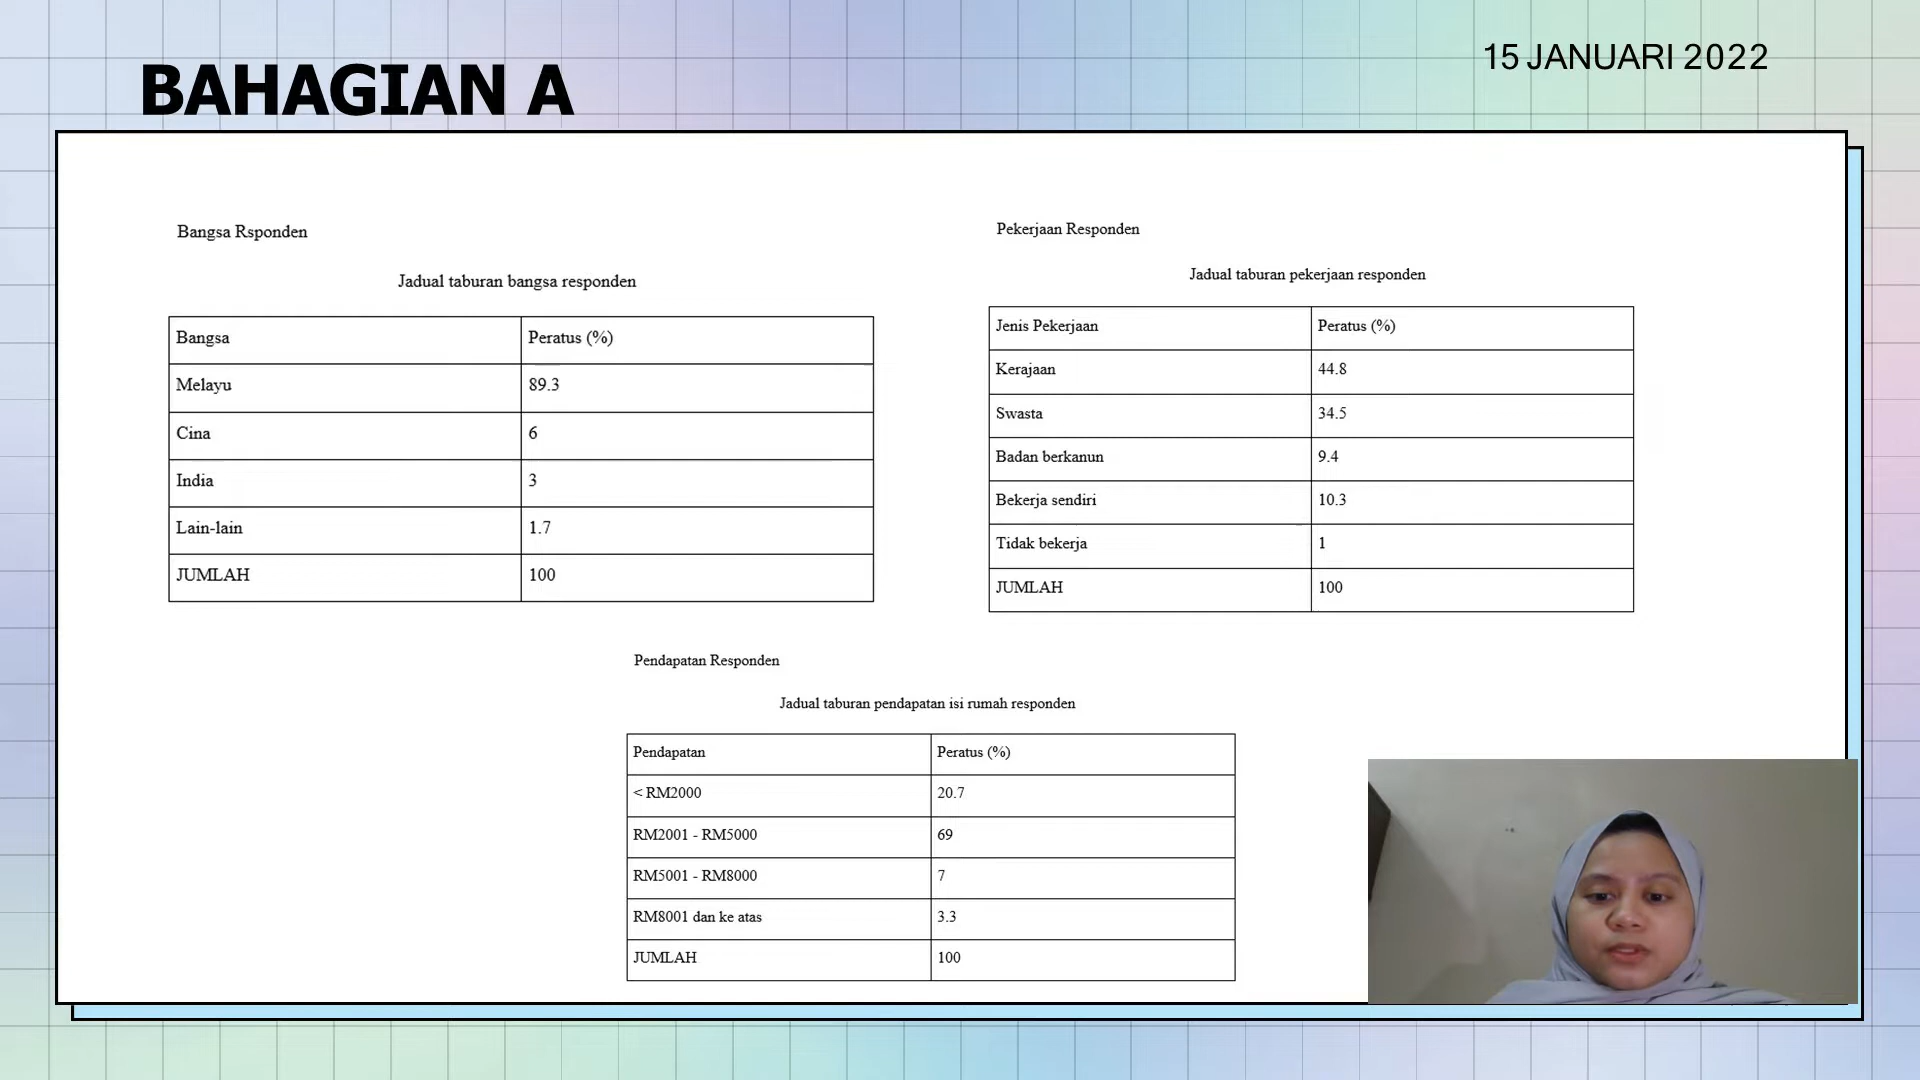 BAHAGIAN A
15 JANUARI 2022
Bangsa Rsponden
Jadual taburan bangsa responden
Bangsa Peratus (%)
Melayu 89.3
Cina 6
India 3
Lain-lain 1.7
JUMLAH 100
Pekerjaan Responden
Jadual taburan pekerjaan responden
Jenis Pekerjaan Peratus (%)
Kerajaan 44.8
Swasta 34.5
Badan berkanun 9.4
Bekerja sendiri 10.3
Tidak bekerja 1
JUMLAH 100
Pendapatan Responden
Jadual taburan pendapatan isi rumah responden
Pendapatan Peratus (%)
< RM2000 20.7
RM2001 - RM5000 69
RM5001 - RM8000 7
RM8001 dan ke atas 3.3
JUMLAH 100